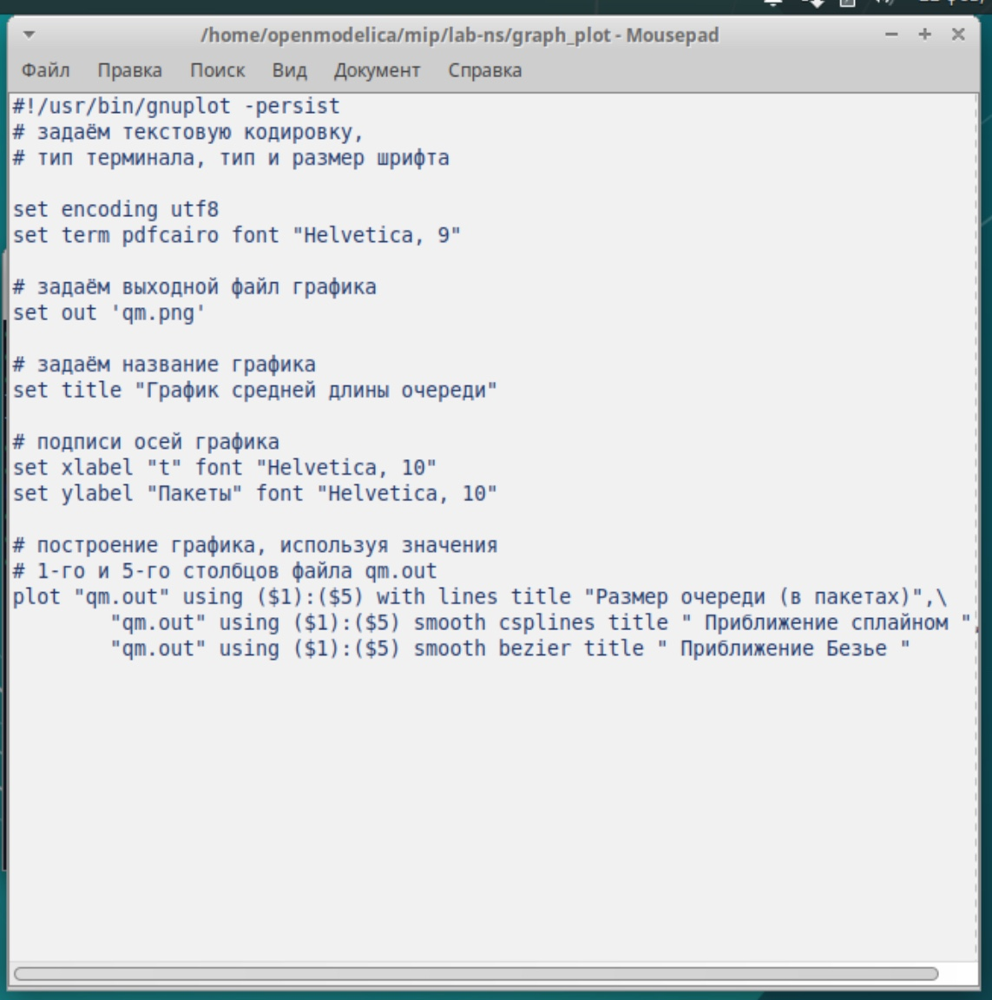 /home/openmodelica/mip/lab-ns/graph_plot - Mousepad
Файл Правка Поиск Вид Документ Справка
#!/usr/bin/gnuplot -persist
# задаём текстовую кодировку,
# тип терминала, тип и размер шрифта
set encoding utf8
set term pdfcairo font "Helvetica, 9"
# задаём выходной файл графика
set out 'qm.png'
# задаём название графика
set title "График средней длины очереди"
# подписи осей графика
set xlabel "t" font "Helvetica, 10"
set ylabel "Пакеты" font "Helvetica, 10"
# построение графика, используя значения
# 1-го и 5-го столбцов файла qm.out
plot "qm.out" using ($1):($5) with lines title "Размер очереди (в пакетах)",\
"qm.out" using ($1):($5) smooth csplines title " Приближение сплайном ",
"qm.out" using ($1):($5) smooth bezier title " Приближение Безье "